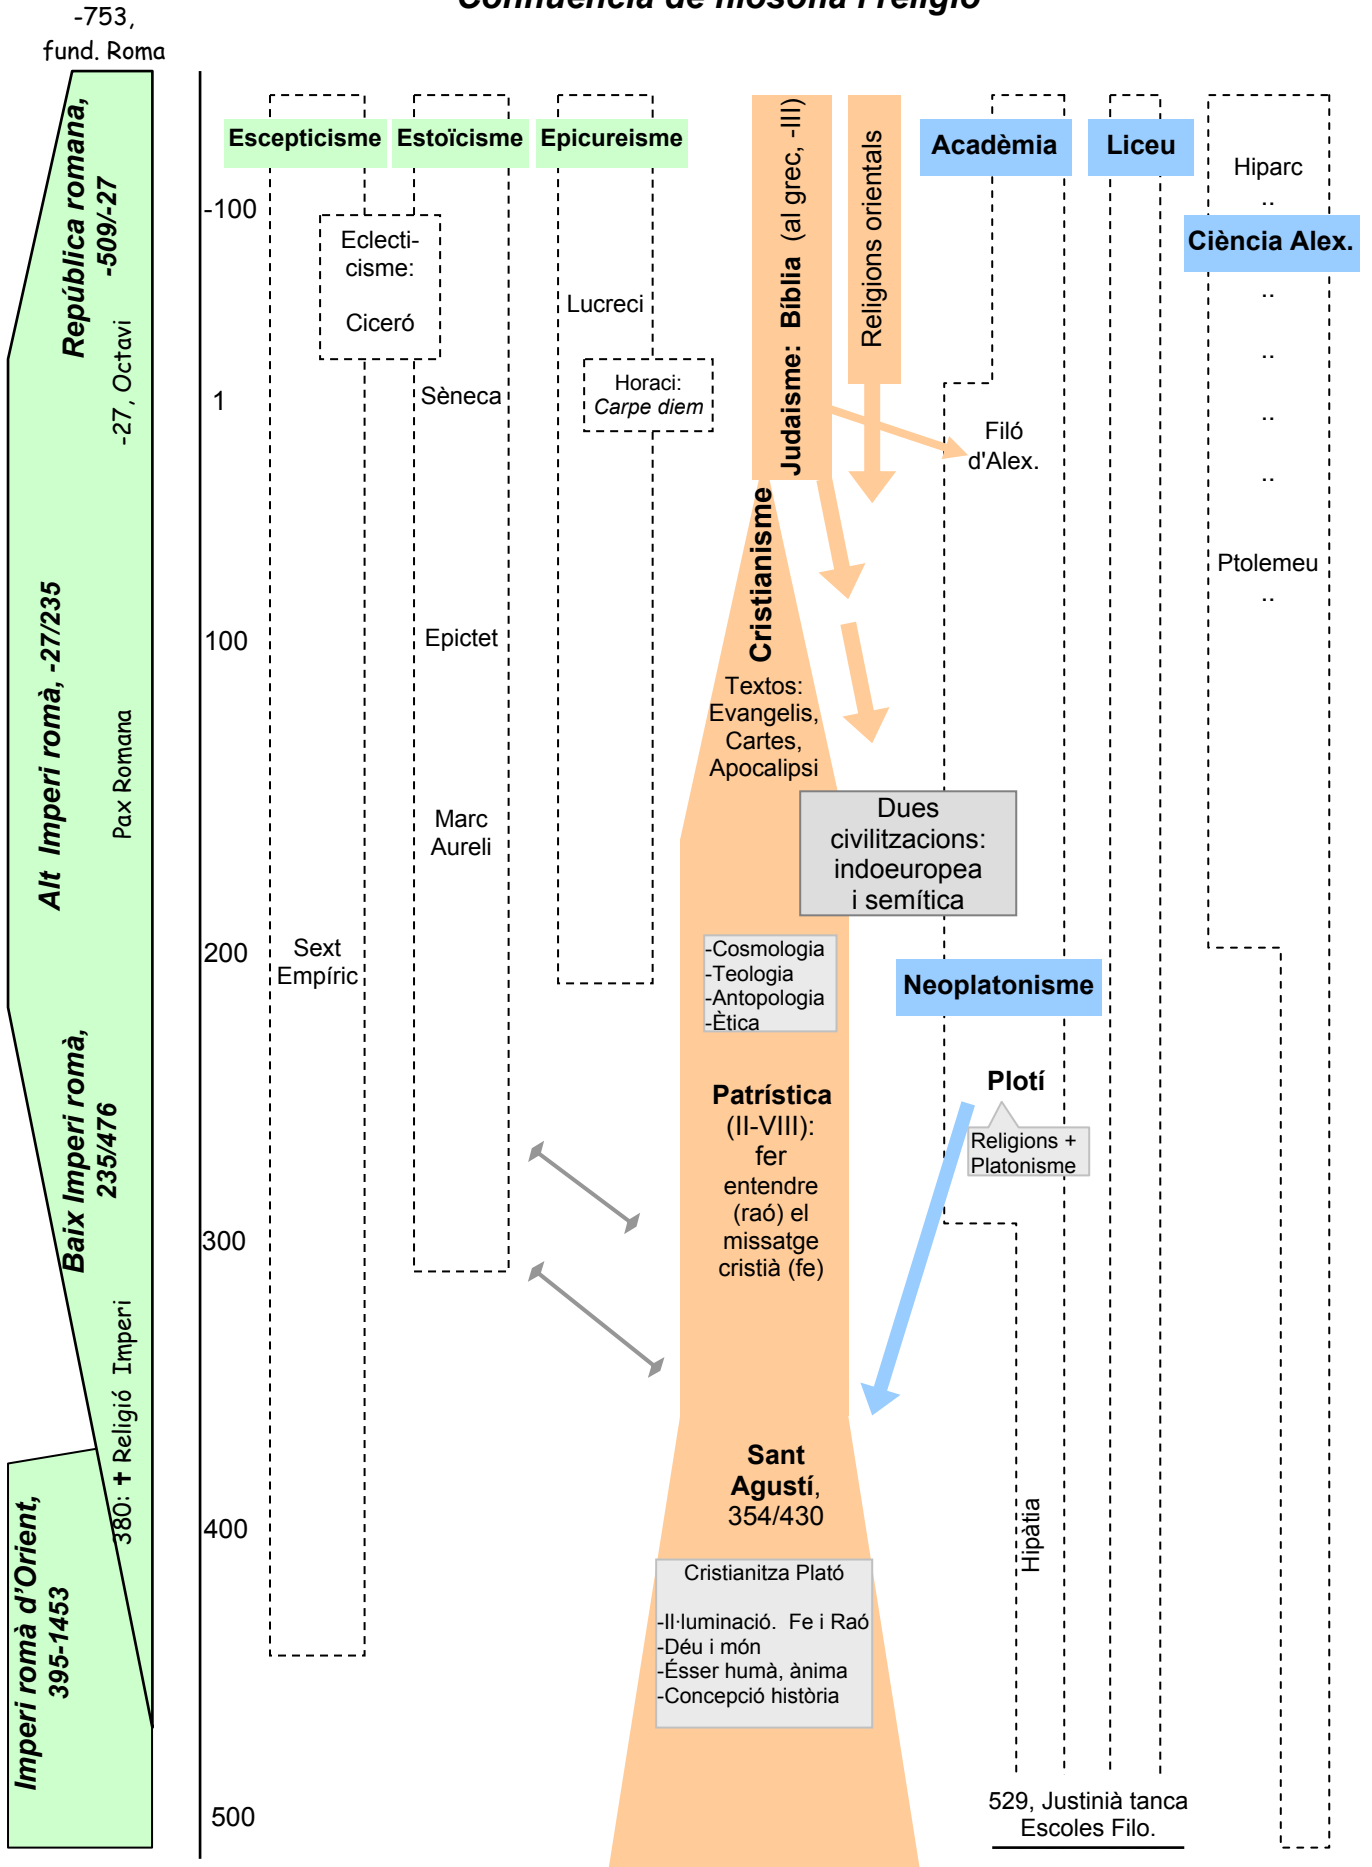 Confluència de filosofia i religió
-753,
fund. Roma
República romana,
-509/-27
-27, Octavi
Alt Imperi romà, -27/235
Pax Romana
Baix Imperi romà,
235/476
380: ✝ Religió Imperi
Imperi romà d'Orient,
395-1453
-100
1
100
200
300
400
500
Escepticisme
Estoïcisme
Epicureisme
Eclecti-
cisme:
Ciceró
Lucreci
Horaci:
Carpe diem
Sèneca
Epictet
Marc
Aureli
Sext
Empíric
Judaisme: Bíblia (al grec, -III)
Religions orientals
Cristianisme
Textos:
Evangelis,
Cartes,
Apocalipsi
Dues
civilitzacions:
indoeuropea
i semítica
-Cosmologia
-Teologia
-Antopologia
-Ètica
Patrística
(II-VIII):
fer
entendre
(raó) el
missatge
cristià (fe)
Sant
Agustí,
354/430
Cristianitza Plató
-Il·luminació. Fe i Raó
-Déu i món
-Ésser humà, ànima
-Concepció història
Acadèmia
Liceu
Filó
d'Alex.
Neoplatonisme
Plotí
Religions +
Platonisme
Hipàtia
529, Justinià tanca
Escoles Filo.
Hiparc
..
Ciència Alex.
..
..
..
..
Ptolemeu
..